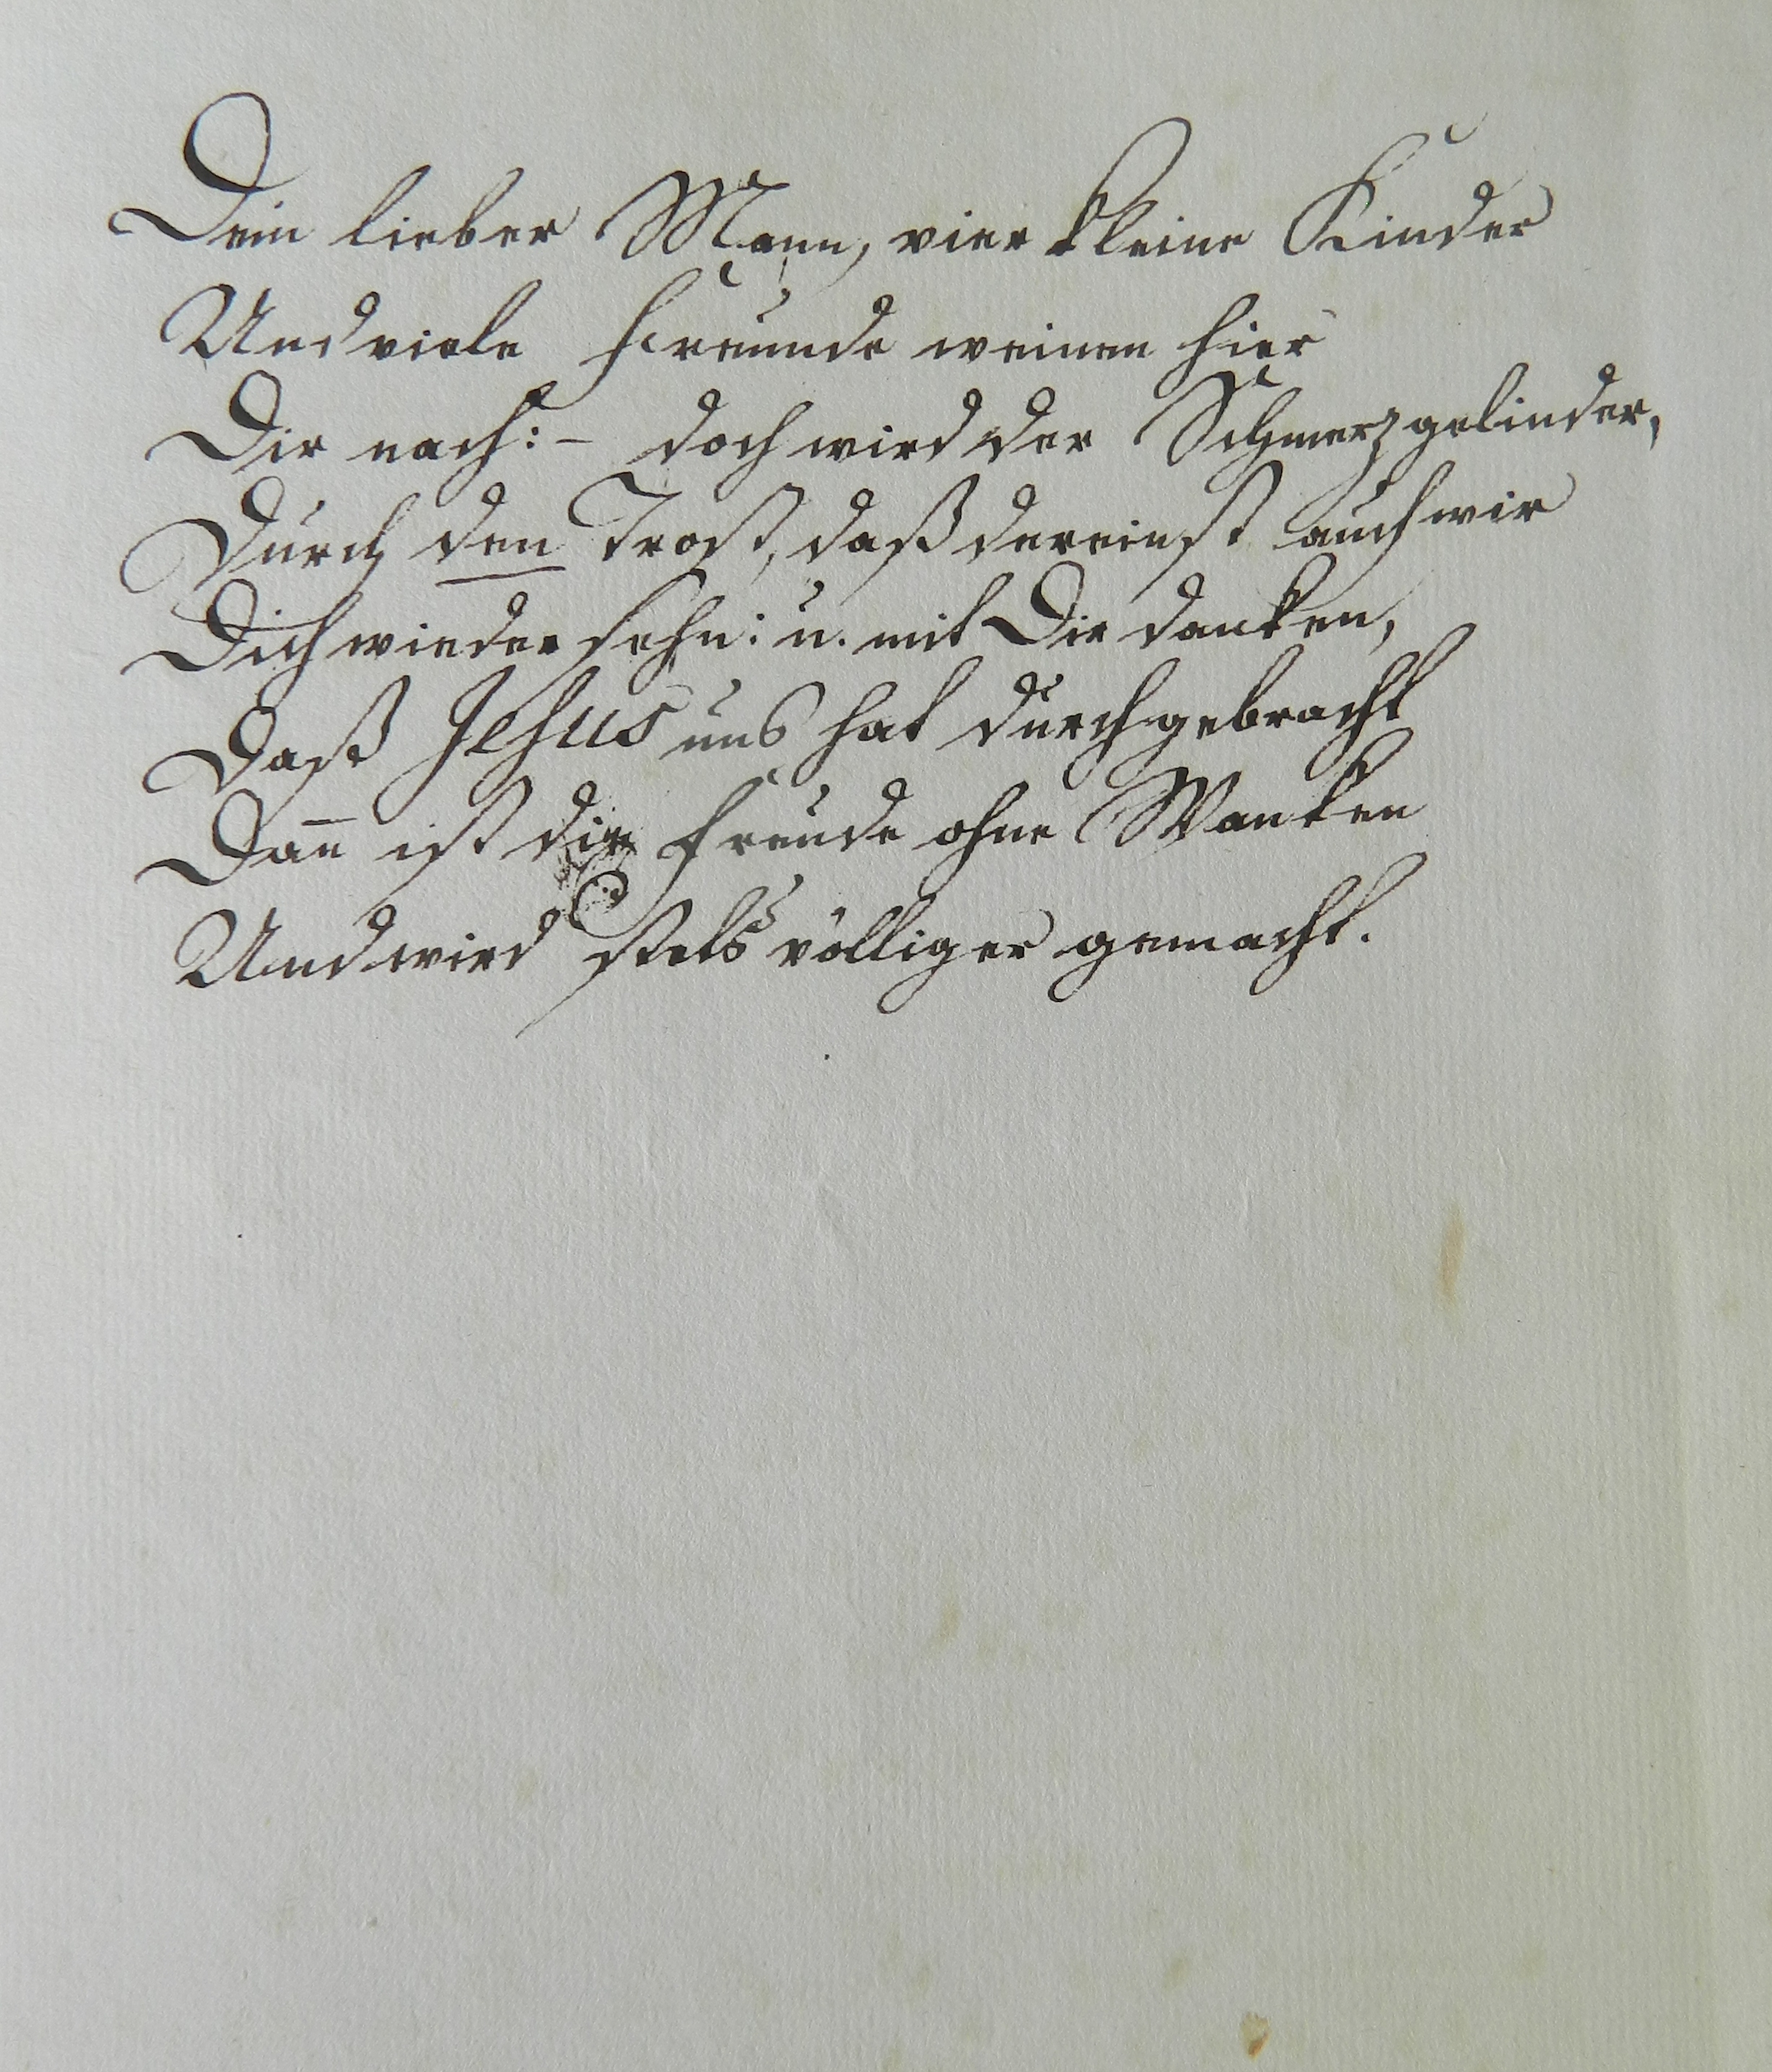 Dein lieber Mann, vier kleine Kinder
Und viele Freunde weinen hier
Dir nach: – doch wird der Schmerz gelinder,
Durch den Trost, daß dereinst auch wir
Dich wieder sehn: u. mit Dir danken,
Daß Jesus uns hat durchgebracht
Dan̄ ist die Freude ohne Wanken
Und wird stets völliger gemacht.